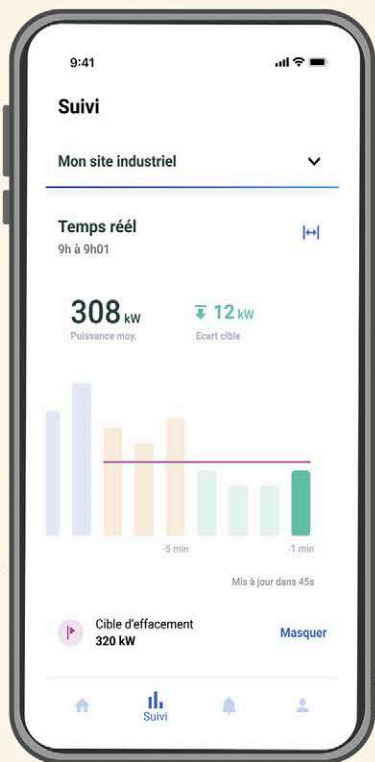 9:41
Suivi
Mon site industriel
Temps réél
9h à 9h01
308 kW
12 kW
Puissance moy.
Ecart cible
-5 min
-1 min
Mis à jour dans 45s
Cible d'effacement
320 kW
Masquer
Suivi